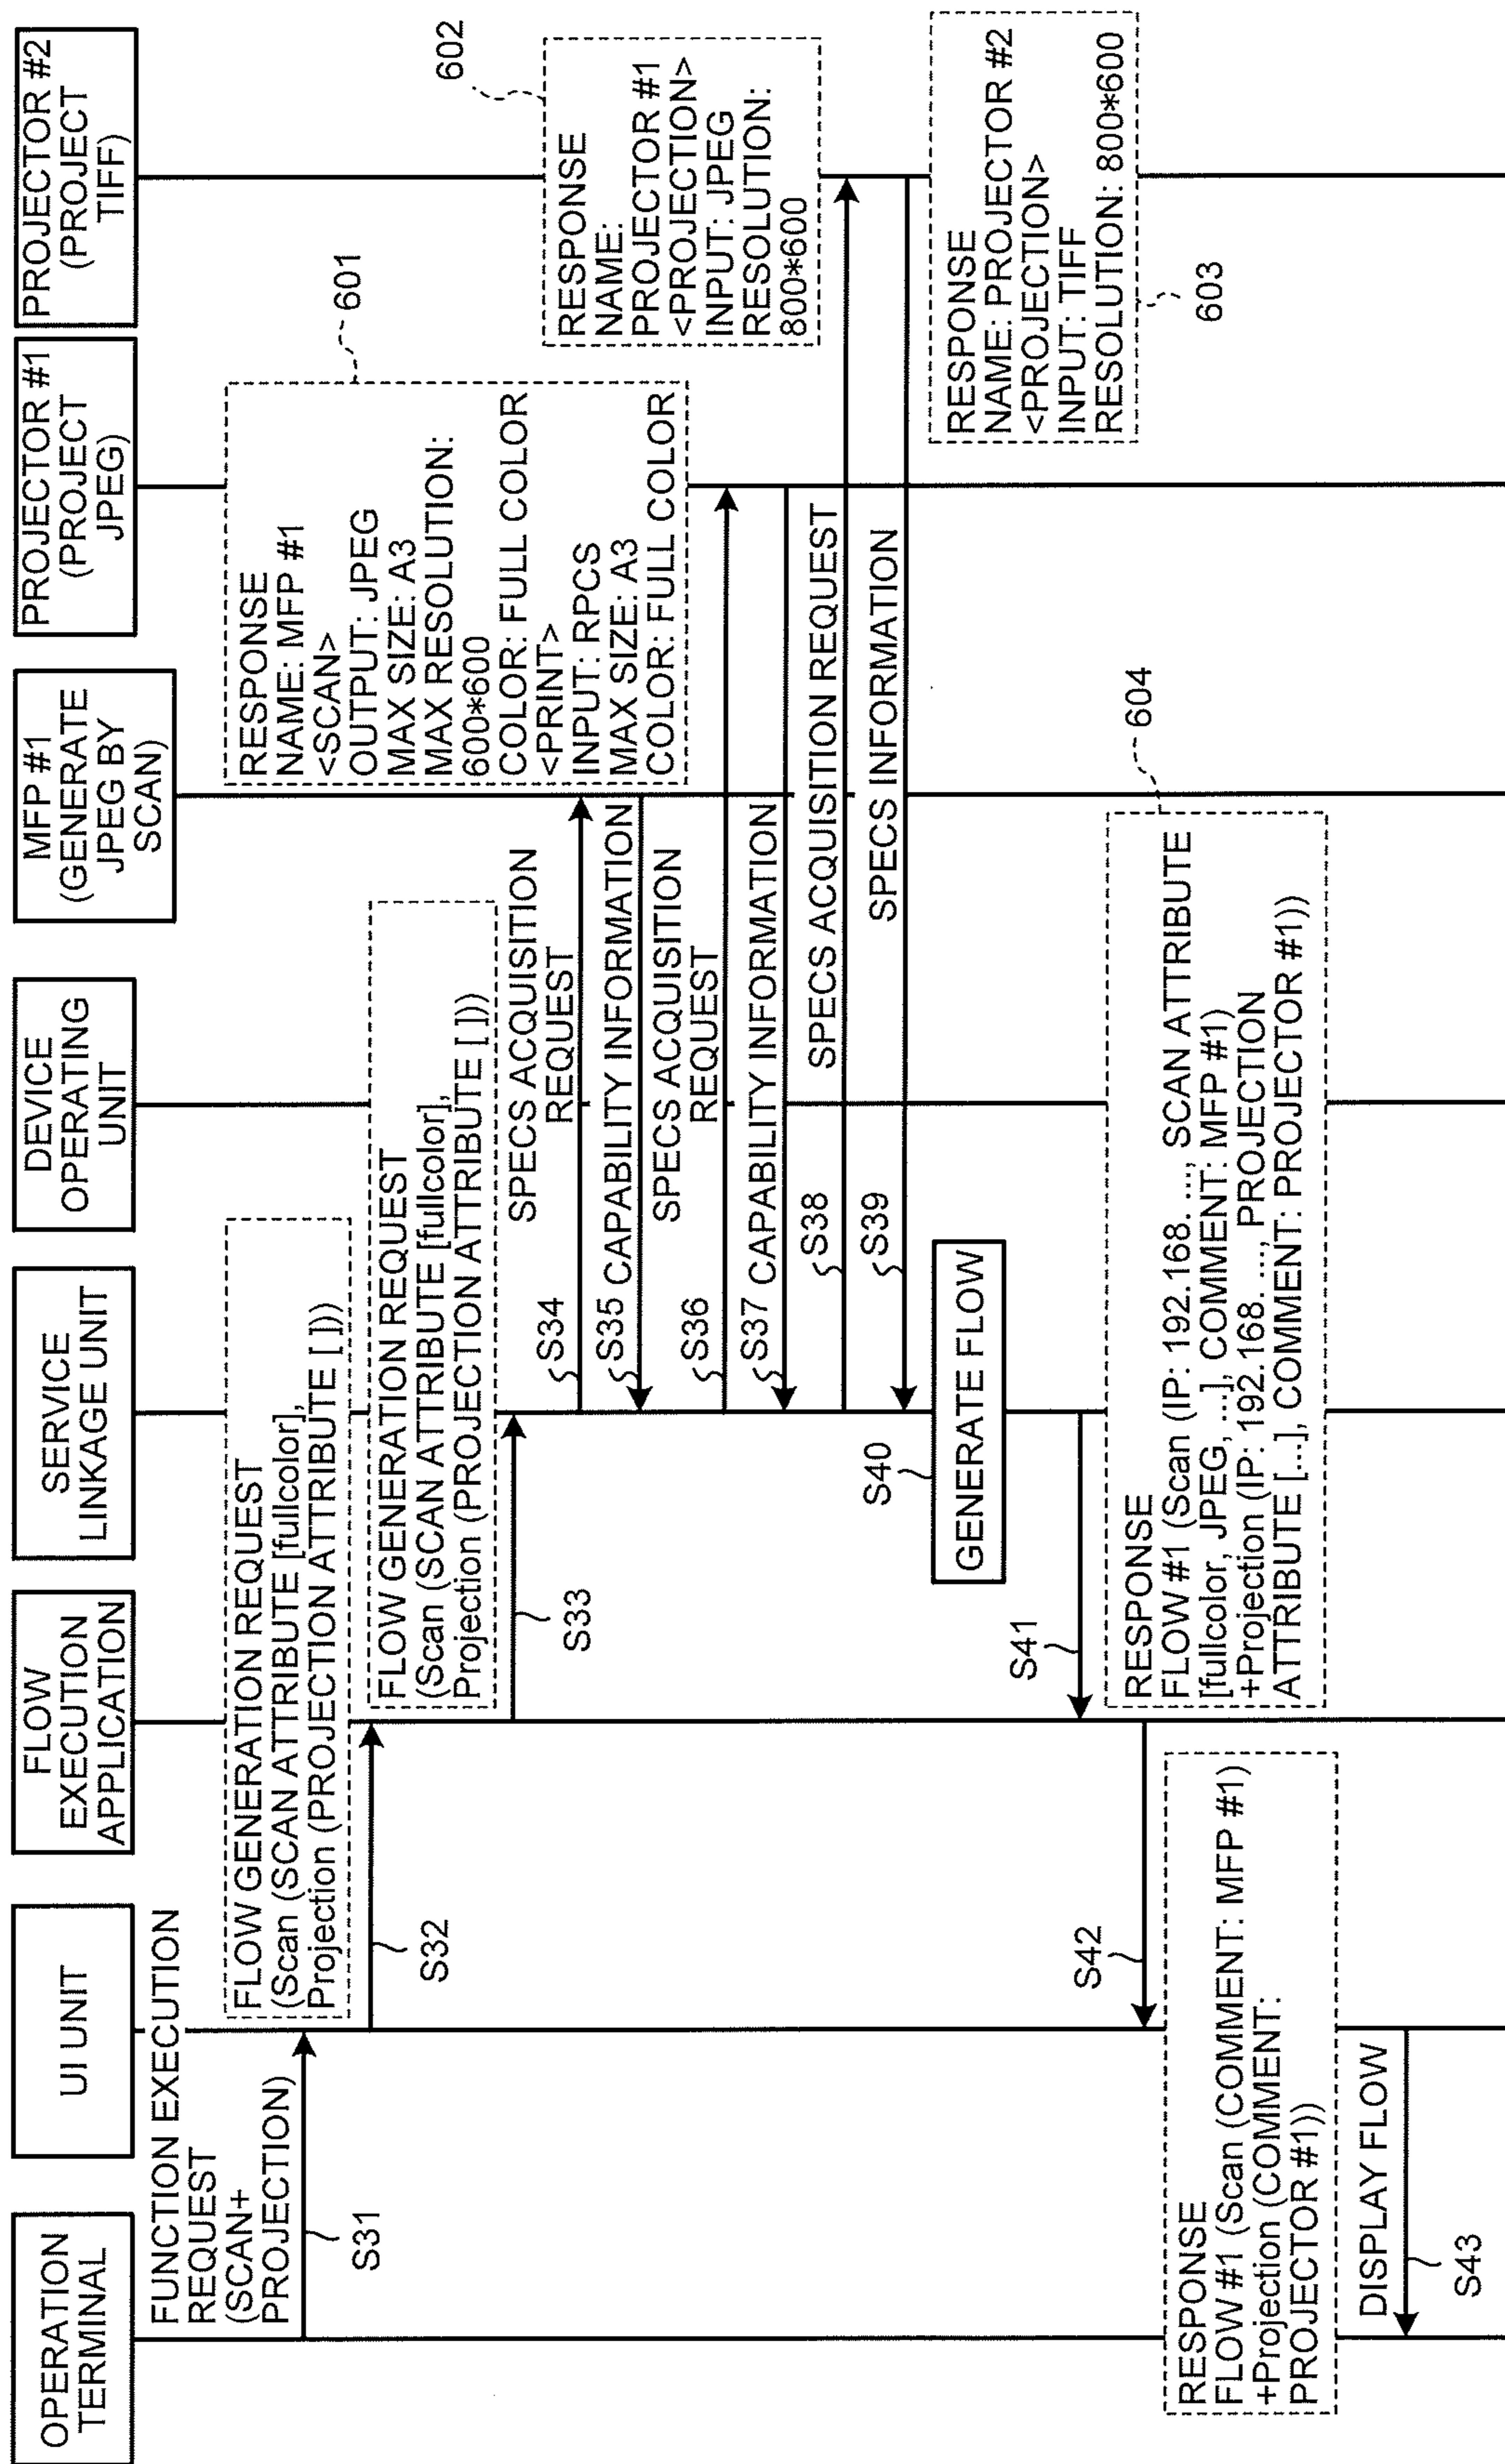 OPERATION
TERMINAL
UI UNIT
FLOW
EXECUTION
APPLICATION
SERVICE
LINKAGE UNIT
DEVICE
OPERATING
UNIT
MFP #1
(GENERATE
JPEG BY
SCAN)
PROJECTOR #1
(PROJECT
JPEG)
PROJECTOR #2
(PROJECT
TIFF)
FUNCTION EXECUTION
REQUEST
(SCAN+
PROJECTION)
S31
FLOW GENERATION REQUEST
(Scan (SCAN ATTRIBUTE [fullcolor],
Projection (PROJECTION ATTRIBUTE [ ]))
S32
FLOW GENERATION REQUEST
(Scan (SCAN ATTRIBUTE [fullcolor],
Projection (PROJECTION ATTRIBUTE [ ]))
S33
SPECS ACQUISITION
REQUEST
S34
RESPONSE
NAME: MFP #1
<SCAN>
OUTPUT: JPEG
MAX SIZE: A3
MAX RESOLUTION:
600*600
COLOR: FULL COLOR
<PRINT>
INPUT: RPCS
MAX SIZE: A3
COLOR: FULL COLOR
601
S35 CAPABILITY INFORMATION
SPECS ACQUISITION
REQUEST
S36
RESPONSE
NAME:
PROJECTOR #1
<PROJECTION>
INPUT: JPEG
RESOLUTION:
800*600
602
S37 CAPABILITY INFORMATION
S38
SPECS ACQUISITION REQUEST
S39
SPECS INFORMATION
RESPONSE
NAME: PROJECTOR #2
<PROJECTION>
INPUT: TIFF
RESOLUTION: 800*600
603
S40
GENERATE FLOW
S41
RESPONSE
FLOW #1 (Scan (IP: 192.168. ..., SCAN ATTRIBUTE
[fullcolor, JPEG, ...], COMMENT: MFP #1)
+Projection (IP: 192.168. ..., PROJECTION
ATTRIBUTE [...], COMMENT: PROJECTOR #1))
604
S42
RESPONSE
FLOW #1 (Scan (COMMENT: MFP #1)
+Projection (COMMENT:
PROJECTOR #1))
DISPLAY FLOW
S43